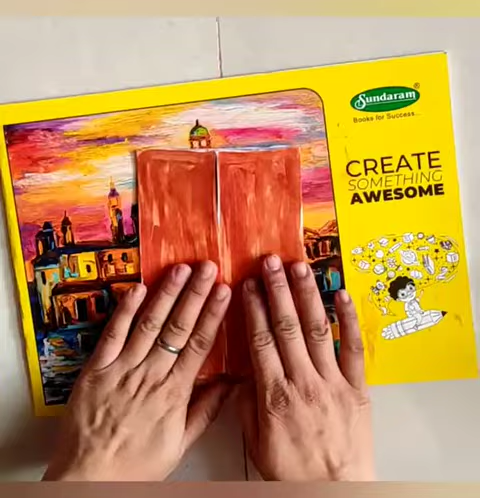 Sundaram®
Books for Success...
CREATE
SOMETHING
AWESOME